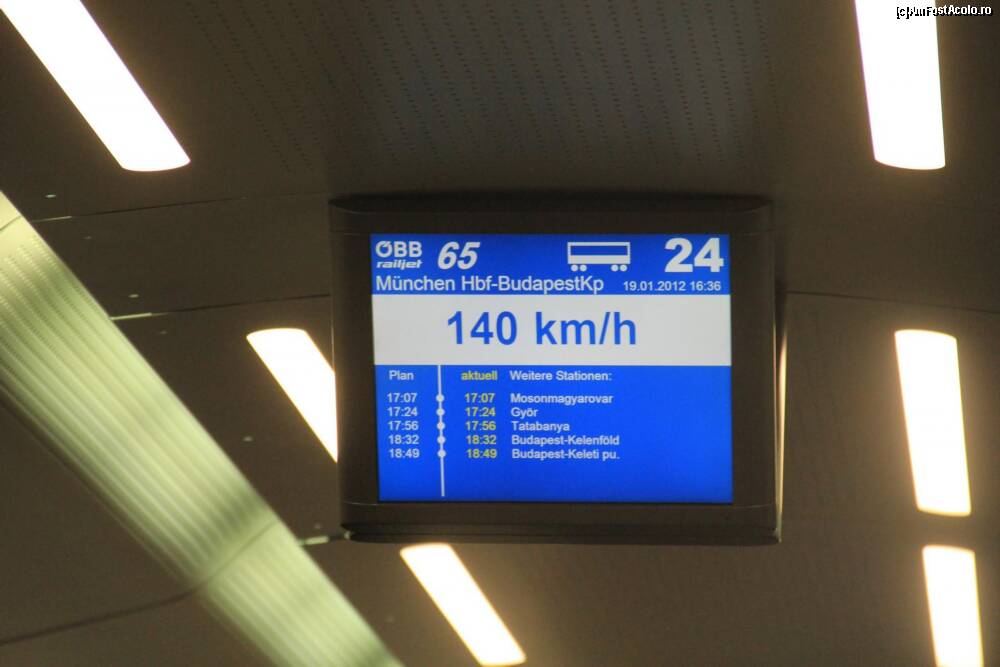 (c)AmFostAcolo.ro
ÖBB 65 24
railjet
München Hbf-BudapestKp 19.01.2012 16:36
140 km/h
Plan aktuell Weitere Stationen:
17:07 17:07 Mosonmagyarovar
17:24 17:24 Györ
17:56 17:56 Tatabanya
18:32 18:32 Budapest-Kelenföld
18:49 18:49 Budapest-Keleti pu.